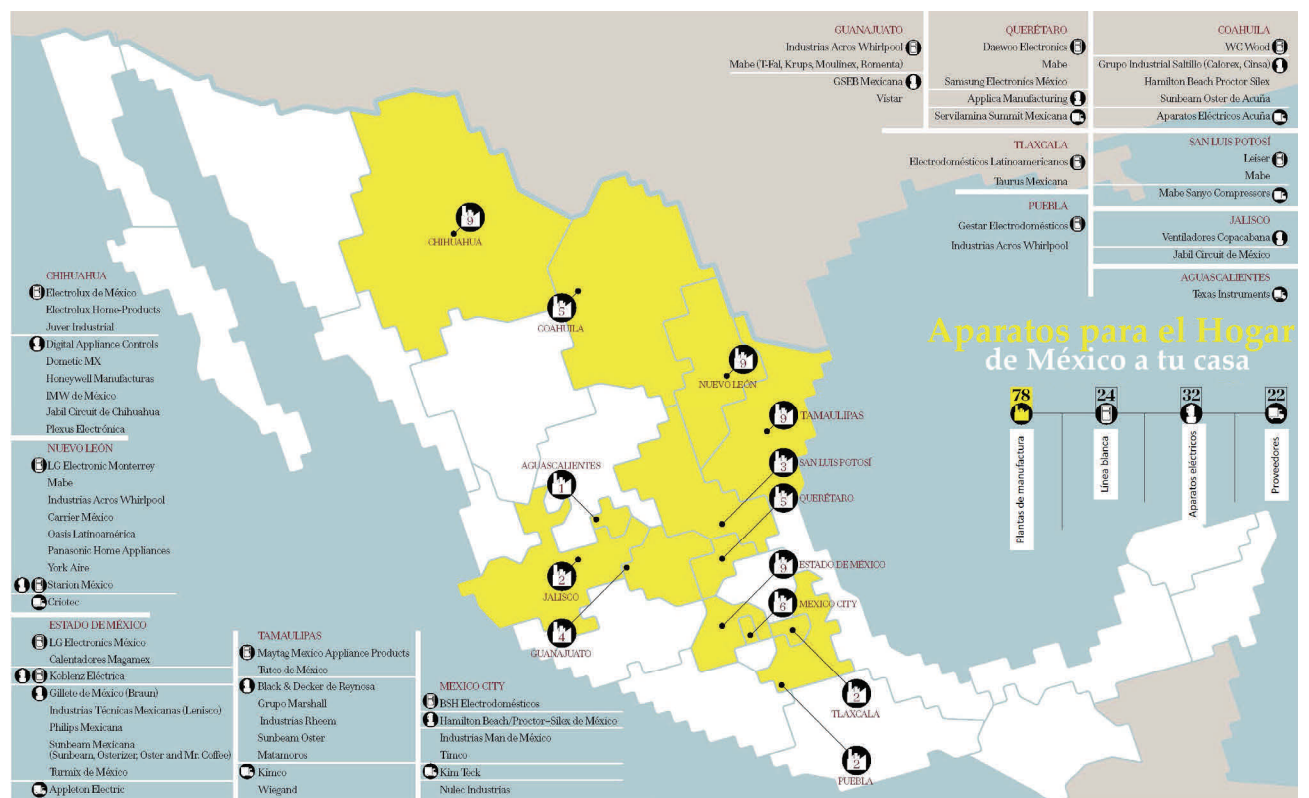 GUANAJUATO
Industrias Acros Whirlpool
Mabe (T-Fal, Krups, Moulinex, Romenta)
GSEB Mexicana
Vistar
QUERÉTARO
Daewoo Electronics
Mabe
Samsung Electronics México
Applica Manufacturing
Servilamina Summit Mexicana
COAHUILA
WC Wood
Grupo Industrial Saltillo (Calorex, Cinsa)
Hamilton Beach Proctor Silex
Sunbeam Oster de Acuña
Aparatos Eléctricos Acuña
TLAXCALA
Electrodomésticos Latinoamericanos
Taurus Mexicana
SAN LUIS POTOSÍ
Leiser
Mabe
Mabe Sanyo Compressors
PUEBLA
Gestar Electrodomésticos
Industrias Acros Whirlpool
JALISCO
Ventiladores Copacabana
Jabil Circuit de México
AGUASCALIENTES
Texas Instruments
Aparatos para el Hogar
de México a tu casa
78
24
32
22
Plantas de manufactura
Línea blanca
Aparatos eléctricos
Proveedores
9
CHIHUAHUA
5
COAHUILA
9
NUEVO LEÓN
9
TAMAULIPAS
3
SAN LUIS POTOSÍ
AGUASCALIENTES
1
5
QUERÉTARO
9
ESTADO DE MÉXICO
2
JALISCO
6
MEXICO CITY
4
GUANAJUATO
2
TLAXCALA
2
PUEBLA
CHIHUAHUA
Electrolux de México
Electrolux Home-Products
Juver Industrial
Digital Appliance Controls
Dometic MX
Honeywell Manufacturas
IMW de México
Jabil Circuit de Chihuahua
Plexus Electrónica
NUEVO LEÓN
LG Electronic Monterrey
Mabe
Industrias Acros Whirlpool
Carrier México
Oasis Latinoamérica
Panasonic Home Appliances
York Aire
Starion México
Criotec
ESTADO DE MÉXICO
LG Electronics México
Calentadores Magamex
Koblenz Eléctrica
Gillete de México (Braun)
Industrias Técnicas Mexicanas (Lenisco)
Philips Mexicana
Sunbeam Mexicana
(Sunbeam, Osterizer, Oster and Mr. Coffee)
Turmix de México
Appleton Electric
TAMAULIPAS
Maytag Mexico Appliance Products
Tuteo de México
Black & Decker de Reynosa
Grupo Marshall
Industrias Rheem
Sunbeam Oster
Matamoros
Kimco
Wiegand
MEXICO CITY
BSH Electrodomésticos
Hamilton Beach/Proctor-Silex de México
Industrias Man de México
Timco
Kim Teck
Nulec Industrias